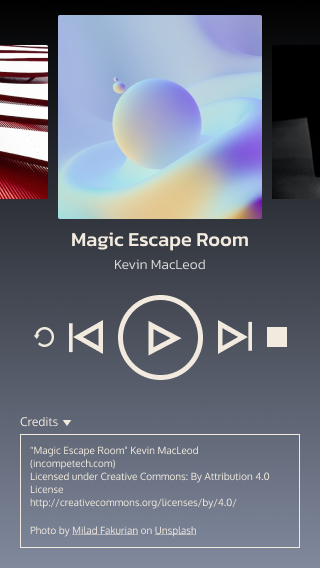 Magic Escape Room
Kevin MacLeod
Credits
"Magic Escape Room" Kevin MacLeod
(incompetech.com)
Licensed under Creative Commons: By Attribution 4.0
License
http://creativecommons.org/licenses/by/4.0/
Photo by Milad Fakurian on Unsplash